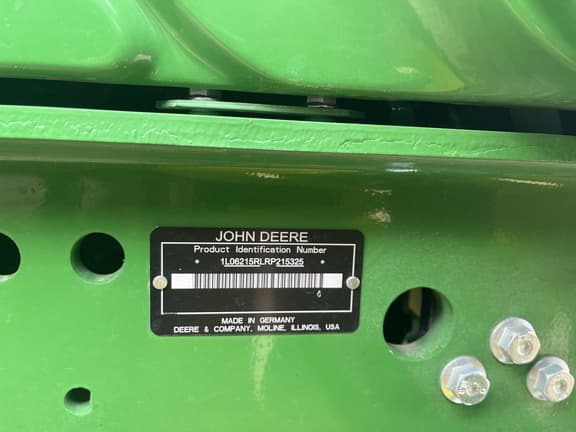 JOHN DEERE
Product Identification Number
* 1L06215RLRP215325 *
MADE IN GERMANY
DEERE & COMPANY, MOLINE, ILLINOIS, USA